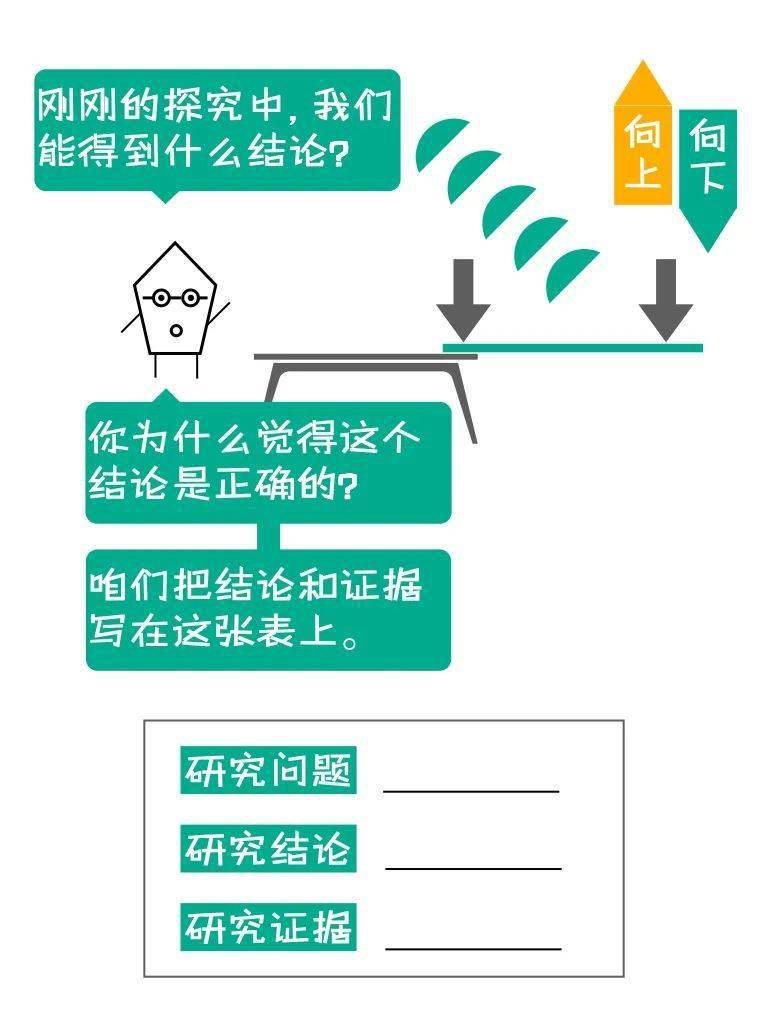 刚刚的探究中,我们
能得到什么结论?
向上
向下
你为什么觉得这个
结论是正确的?
咱们把结论和证据
写在这张表上。
研究问题
研究结论
研究证据